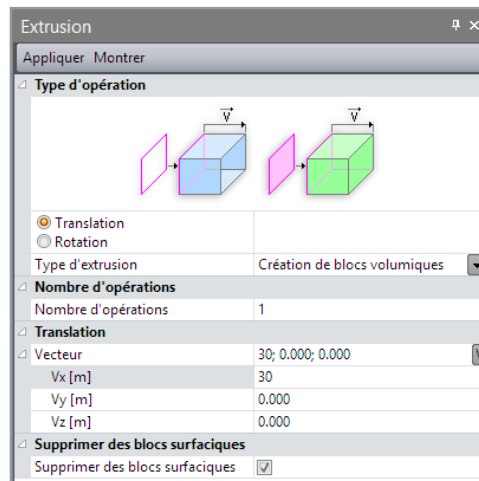 Extrusion
Appliquer Montrer
Type d'opération
V V
Translation
Rotation
Type d'extrusion Création de blocs volumiques
Nombre d'opérations
Nombre d'opérations 1
Translation
Vecteur 30; 0.000; 0.000
Vx [m] 30
Vy [m] 0.000
Vz [m] 0.000
Supprimer des blocs surfaciques
Supprimer des blocs surfaciques